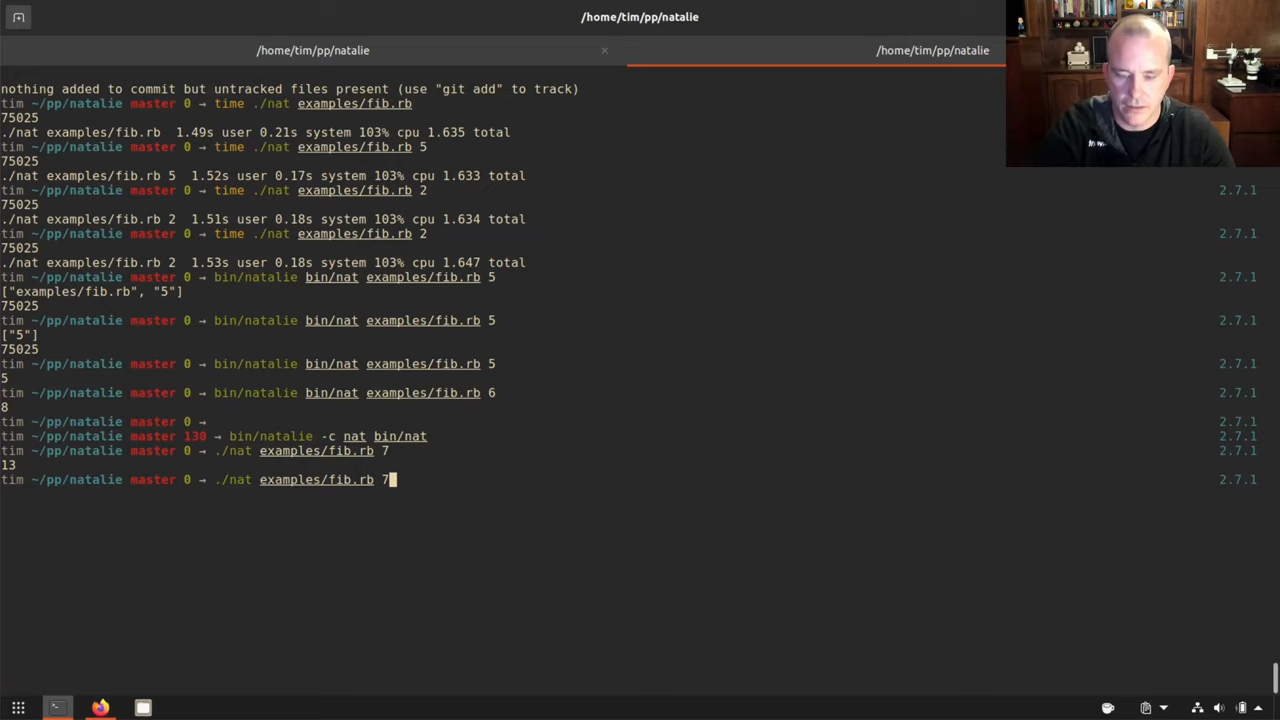 /home/tim/pp/natalie
/home/tim/pp/natalie × /home/tim/pp/natalie
nothing added to commit but untracked files present (use "git add" to track)
tim ~/pp/natalie master 0 → time ./nat examples/fib.rb
75025
./nat examples/fib.rb 1.49s user 0.21s system 103% cpu 1.635 total
tim ~/pp/natalie master 0 → time ./nat examples/fib.rb 5
75025
./nat examples/fib.rb 5 1.52s user 0.17s system 103% cpu 1.633 total
tim ~/pp/natalie master 0 → time ./nat examples/fib.rb 2 2.7.1
75025
./nat examples/fib.rb 2 1.51s user 0.18s system 103% cpu 1.634 total
tim ~/pp/natalie master 0 → time ./nat examples/fib.rb 2 2.7.1
75025
./nat examples/fib.rb 2 1.53s user 0.18s system 103% cpu 1.647 total
tim ~/pp/natalie master 0 → bin/natalie bin/nat examples/fib.rb 5 2.7.1
["examples/fib.rb", "5"]
75025
tim ~/pp/natalie master 0 → bin/natalie bin/nat examples/fib.rb 5 2.7.1
["5"]
75025
tim ~/pp/natalie master 0 → bin/natalie bin/nat examples/fib.rb 5 2.7.1
5
tim ~/pp/natalie master 0 → bin/natalie bin/nat examples/fib.rb 6 2.7.1
8
tim ~/pp/natalie master 0 → 2.7.1
tim ~/pp/natalie master 130 → bin/natalie -c nat bin/nat 2.7.1
tim ~/pp/natalie master 0 → ./nat examples/fib.rb 7 2.7.1
13
tim ~/pp/natalie master 0 → ./nat examples/fib.rb 7 2.7.1